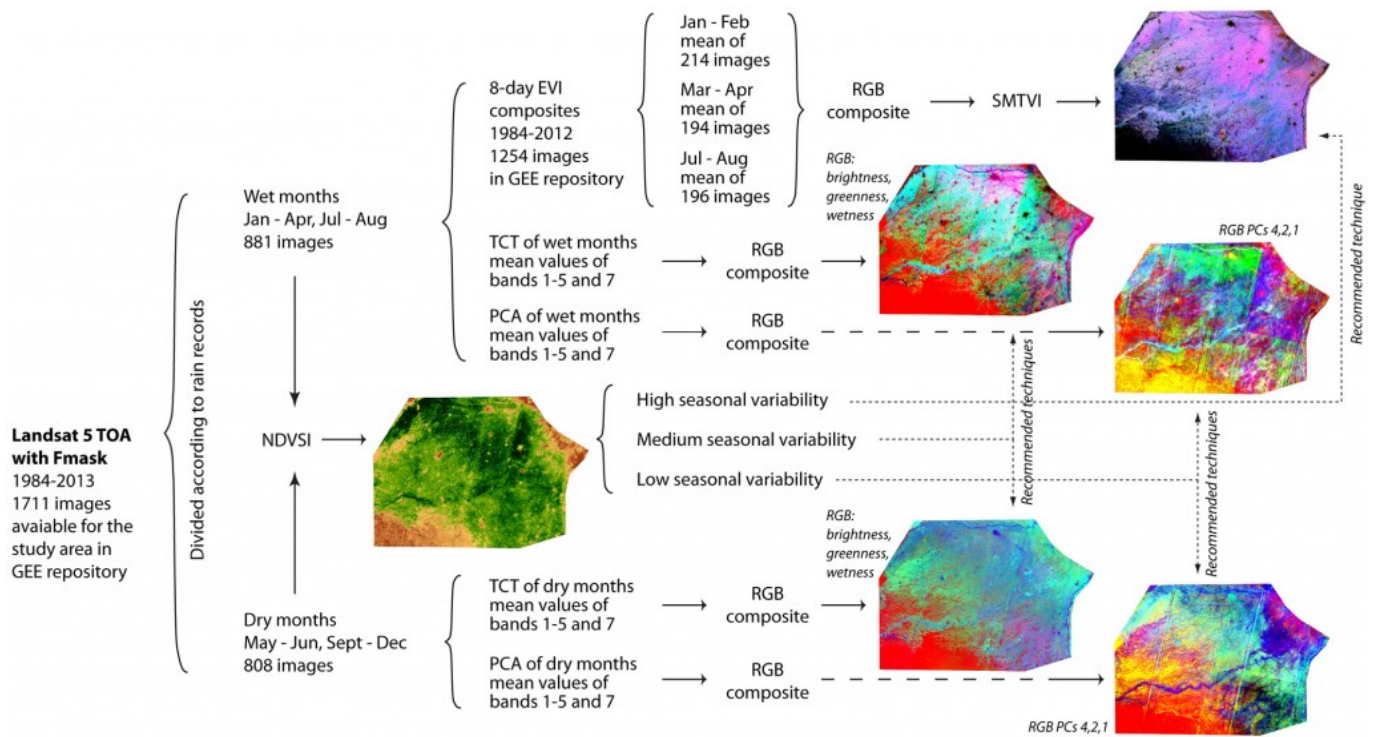 Landsat 5 TOA
with Fmask
1984-2013
1711 images
avaiable for the
study area in
GEE repository
Divided according to rain records
Wet months
Jan - Apr, Jul - Aug
881 images
NDVSI
Dry months
May - Jun, Sept - Dec
808 images
8-day EVI
composites
1984-2012
1254 images
in GEE repository
Jan - Feb
mean of
214 images
Mar - Apr
mean of
194 images
Jul - Aug
mean of
196 images
RGB
composite
SMTVI
TCT of wet months
mean values of
bands 1-5 and 7
RGB
composite
RGB:
brightness,
greenness,
wetness
PCA of wet months
mean values of
bands 1-5 and 7
RGB
composite
RGB PCs 4,2,1
High seasonal variability
Medium seasonal variability
Low seasonal variability
Recommended technique
Recommended techniques
Recommended techniques
TCT of dry months
mean values of
bands 1-5 and 7
RGB
composite
RGB:
brightness,
greenness,
wetness
PCA of dry months
mean values of
bands 1-5 and 7
RGB
composite
RGB PCs 4,2,1